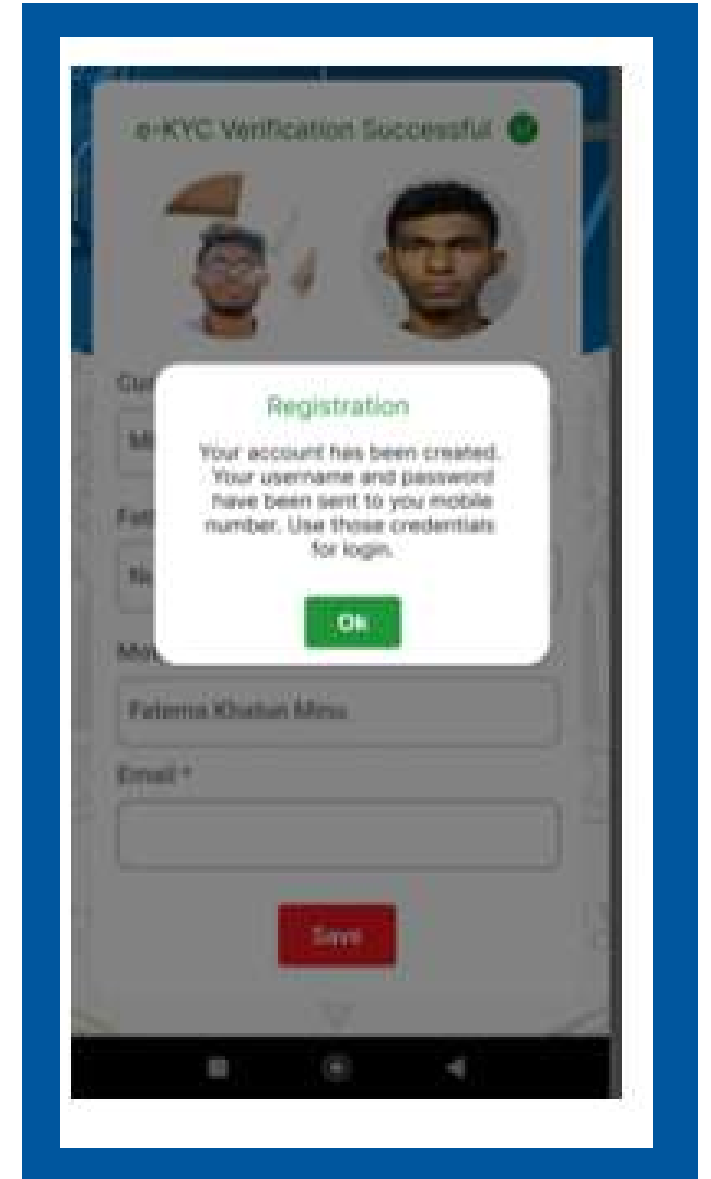 e-KYC Verification Successful
Registration
Your account has been created.
Your username and password
have been sent to you mobile
number. Use those credentials
for login.
Ok
Fatema Khatun Minu
Email *
Save